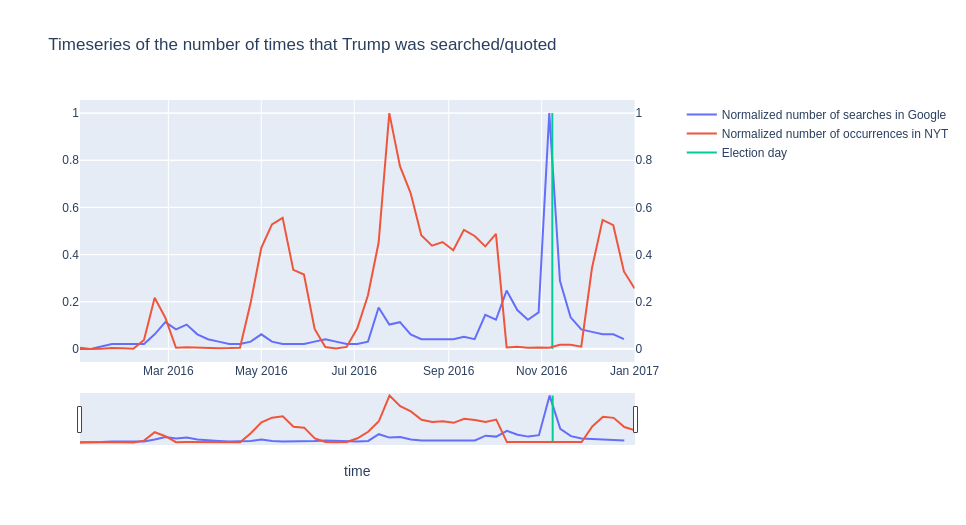 Timeseries of the number of times that Trump was searched/quoted
Normalized number of searches in Google
Normalized number of occurrences in NYT
Election day
1
0.8
0.6
0.4
0.2
0
1
0.8
0.6
0.4
0.2
0
Mar 2016 May 2016 Jul 2016 Sep 2016 Nov 2016 Jan 2017
time